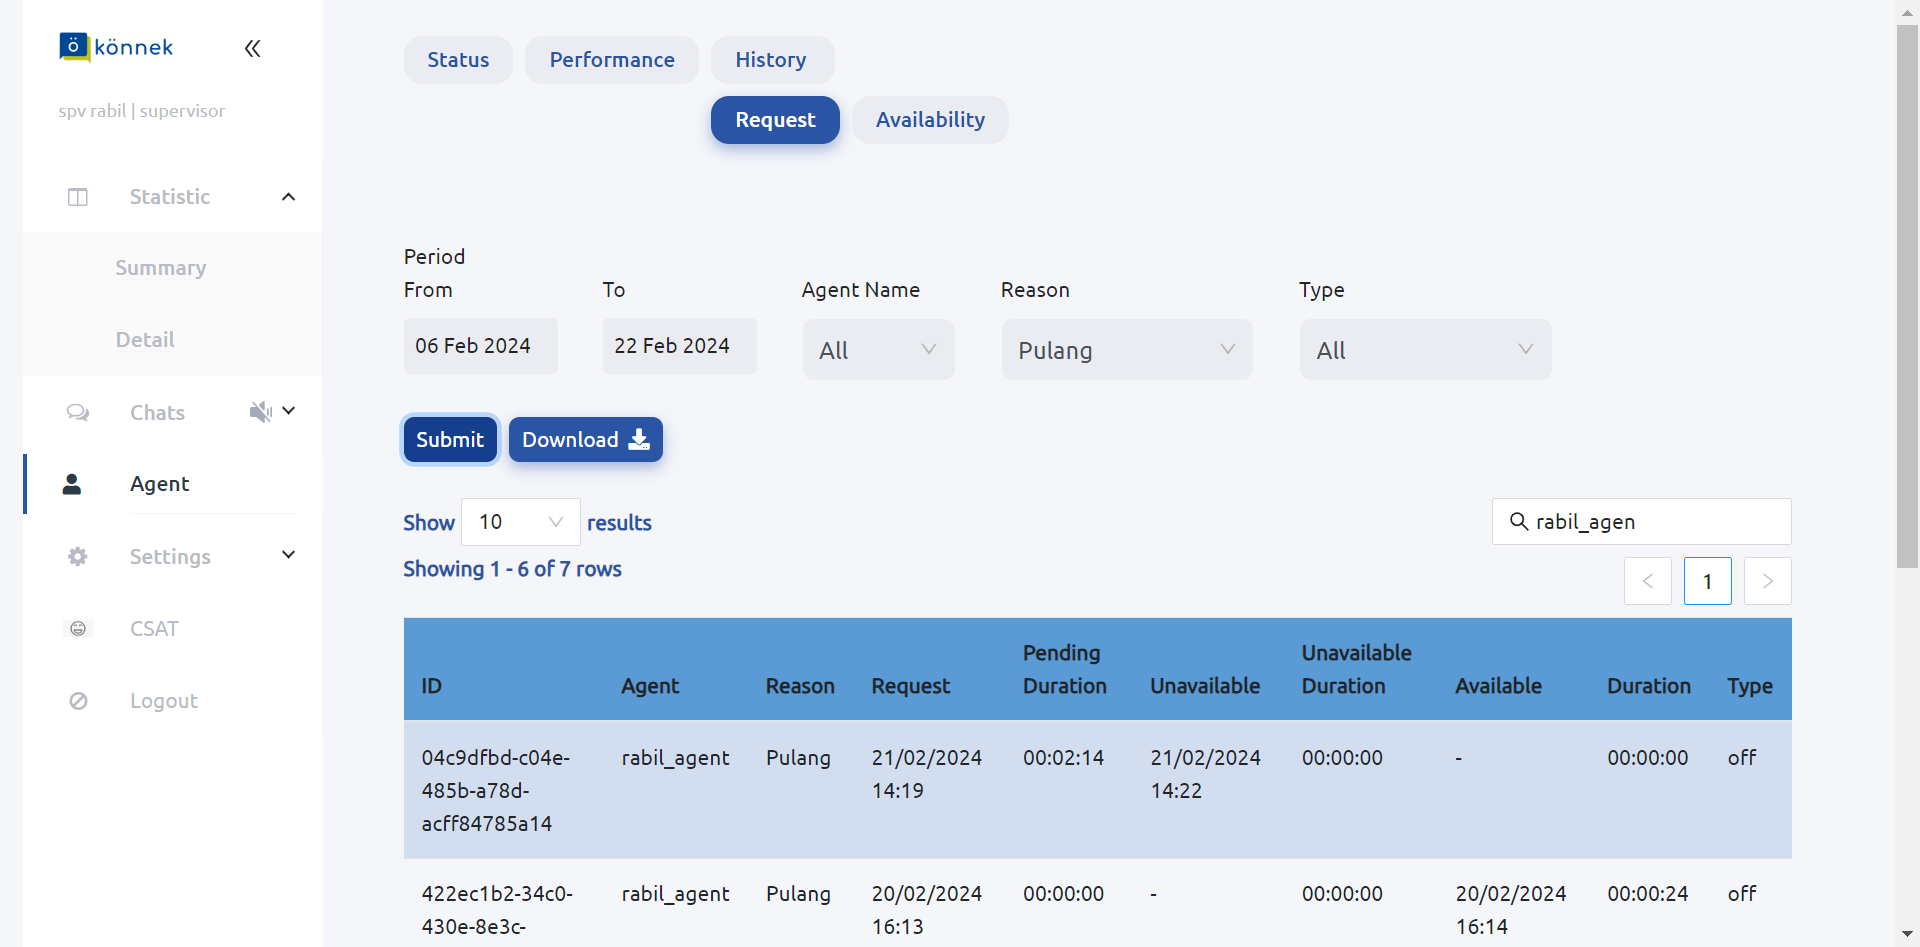 ö könnek
spv rabil | supervisor
Statistic
Summary
Detail
Chats
Agent
Settings
CSAT
Logout
Status Performance History
Request Availability
Period
From To Agent Name Reason Type
06 Feb 2024 22 Feb 2024 All Pulang All
Submit Download
Show 10 results rabil_agen
Showing 1 - 6 of 7 rows
< 1 >
Pending Unavailable
ID Agent Reason Request Duration Unavailable Duration Available Duration Type
04c9dfbd-c04e- rabil_agent Pulang 21/02/2024 00:02:14 21/02/2024 00:00:00 - 00:00:00 off
485b-a78d- 14:19 14:22
acff84785a14
422ec1b2-34c0- rabil_agent Pulang 20/02/2024 00:00:00 - 00:00:00 20/02/2024 00:00:24 off
430e-8e3c- 16:13 16:14